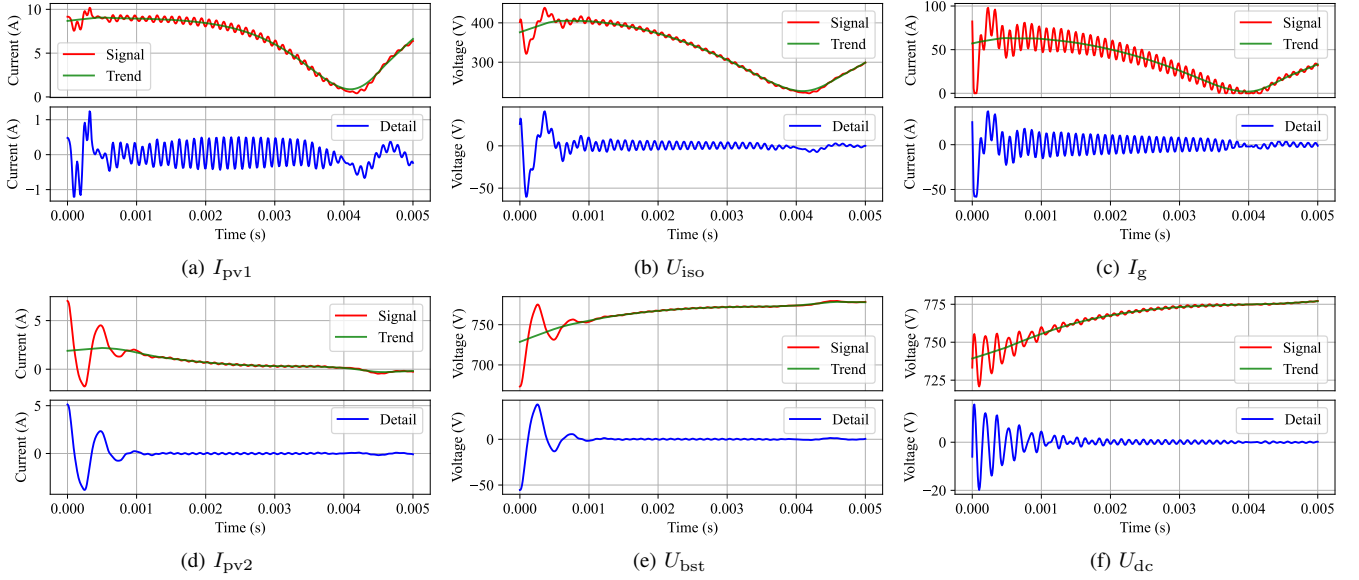 10
5
0
Current (A)
Signal
Trend
1
0
−1
Current (A)
Detail
0.000 0.001 0.002 0.003 0.004 0.005
Time (s)
(a) Ipv1
400
300
Voltage (V)
Signal
Trend
0
−50
Voltage (V)
Detail
0.000 0.001 0.002 0.003 0.004 0.005
Time (s)
(b) Uiso
100
50
0
Current (A)
Signal
Trend
0
−50
Current (A)
Detail
0.000 0.001 0.002 0.003 0.004 0.005
Time (s)
(c) Ig
5
0
Current (A)
Signal
Trend
5
0
Current (A)
Detail
0.000 0.001 0.002 0.003 0.004 0.005
Time (s)
(d) Ipv2
750
700
Voltage (V)
Signal
Trend
0
−50
Voltage (V)
Detail
0.000 0.001 0.002 0.003 0.004 0.005
Time (s)
(e) Ubst
775
750
725
Voltage (V)
Signal
Trend
0
−20
Voltage (V)
Detail
0.000 0.001 0.002 0.003 0.004 0.005
Time (s)
(f) Udc